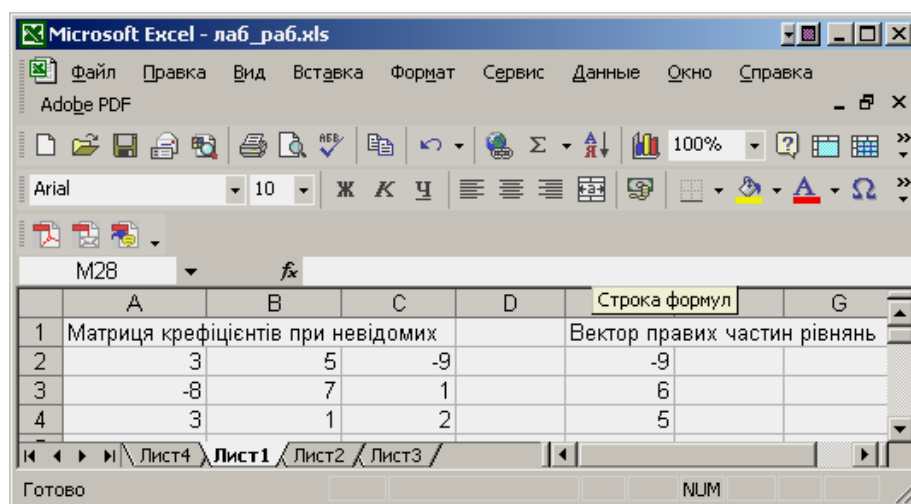 Microsoft Excel - лаб_раб.xls
Файл Правка Вид Вставка Формат Сервис Данные Окно Справка
Adobe PDF
100%
Arial 10 Ж К Ч
M28 fx
Строка формул
A B C D G
1 Матриця крефіцієнтів при невідомих Вектор правих частин рівнянь
2 3 5 -9 -9
3 -8 7 1 6
4 3 1 2 5
Лист4 Лист1 Лист2 Лист3
Готово NUM